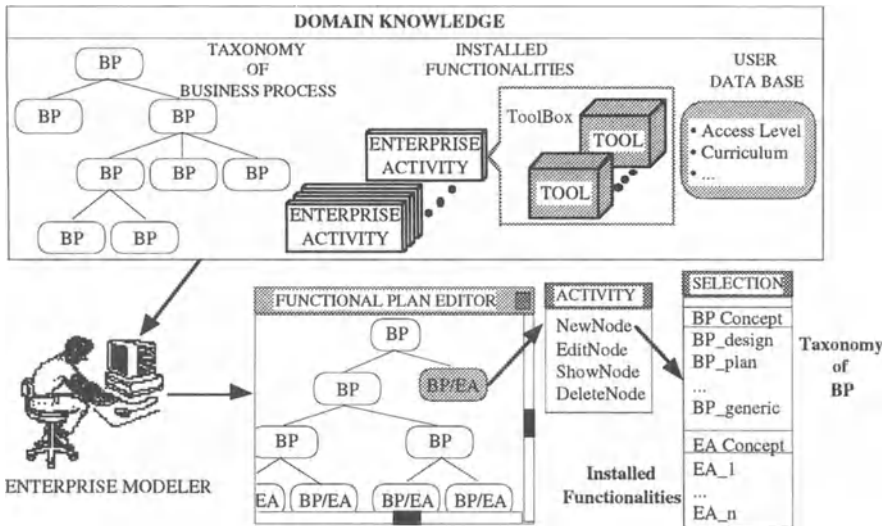 DOMAIN KNOWLEDGE
TAXONOMY
OF
BUSINESS PROCESS
BP
BP
BP
BP
BP
BP
BP
BP
INSTALLED
FUNCTIONALITIES
ENTERPRISE
ACTIVITY
ENTERPRISE
ACTIVITY
ToolBox
TOOL
TOOL
USER
DATA BASE
• Access Level
• Curriculum
• ...
ENTERPRISE MODELER
FUNCTIONAL PLAN EDITOR
BP
BP
BP/EA
BP
BP
EA
BP/EA
BP/EA
BP/EA
ACTIVITY
NewNode
EditNode
ShowNode
DeleteNode
SELECTION
BP Concept
BP_design
BP_plan
...
BP_generic
EA Concept
EA_1
...
EA_n
Taxonomy
of
BP
Installed
Functionalities